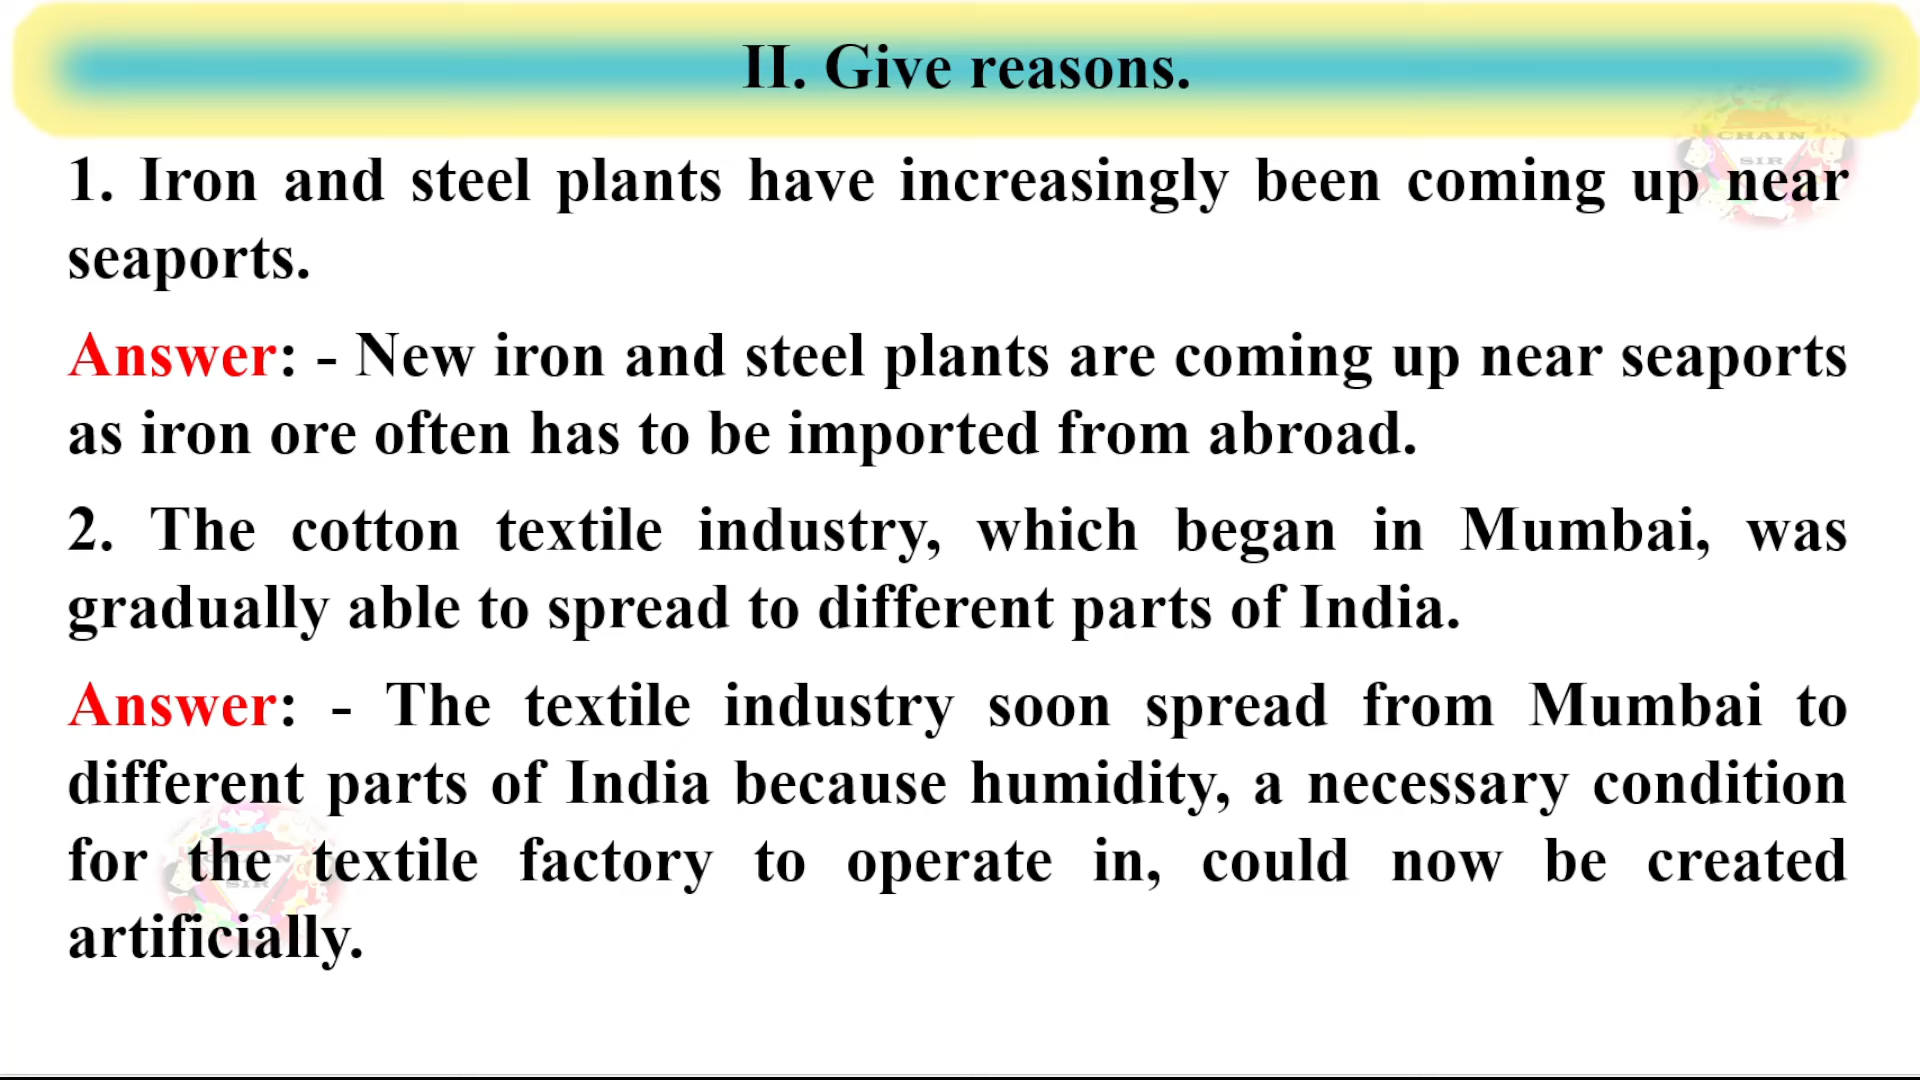 II. Give reasons.
CHAIN
SIR
1. Iron and steel plants have increasingly been coming up near
seaports.
Answer: - New iron and steel plants are coming up near seaports
as iron ore often has to be imported from abroad.
2. The cotton textile industry, which began in Mumbai, was
gradually able to spread to different parts of India.
Answer: - The textile industry soon spread from Mumbai to
different parts of India because humidity, a necessary condition
for the textile factory to operate in, could now be created
artificially.
CHAIN
SIR